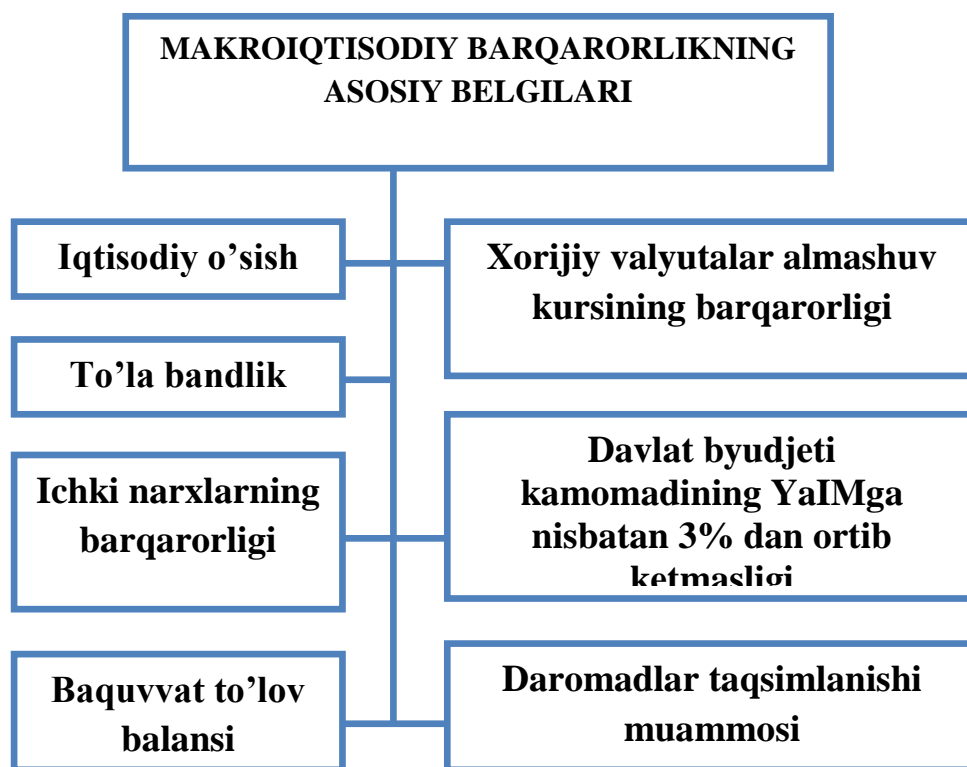 MAKROIQTISODIY BARQARORLIKNING
ASOSIY BELGILARI
Iqtisodiy o’sish
Xorijiy valyutalar almashuv
kursining barqarorligi
To’la bandlik
Ichki narxlarning
barqarorligi
Davlat byudjeti
kamomadining YaIMga
nisbatan 3% dan ortib
ketmasligi
Baquvvat to’lov
balansi
Daromadlar taqsimlanishi
muammosi